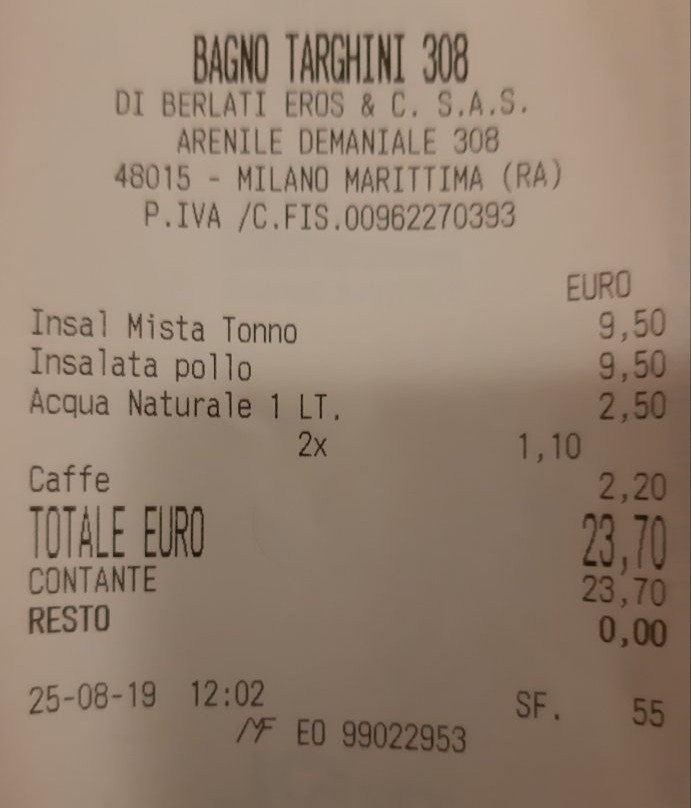 BAGNO TARGHINI 308
DI BERLATI EROS & C. S.A.S.
ARENILE DEMANIALE 308
48015 - MILANO MARITTIMA (RA)
P.IVA /C.FIS.00962270393
EURO
Insal Mista Tonno 9,50
Insalata pollo 9,50
Acqua Naturale 1 LT. 2,50
2x 1,10
Caffe 2,20
TOTALE EURO 23,70
CONTANTE 23,70
RESTO 0,00
25-08-19 12:02 SF. 55
MF EO 99022953